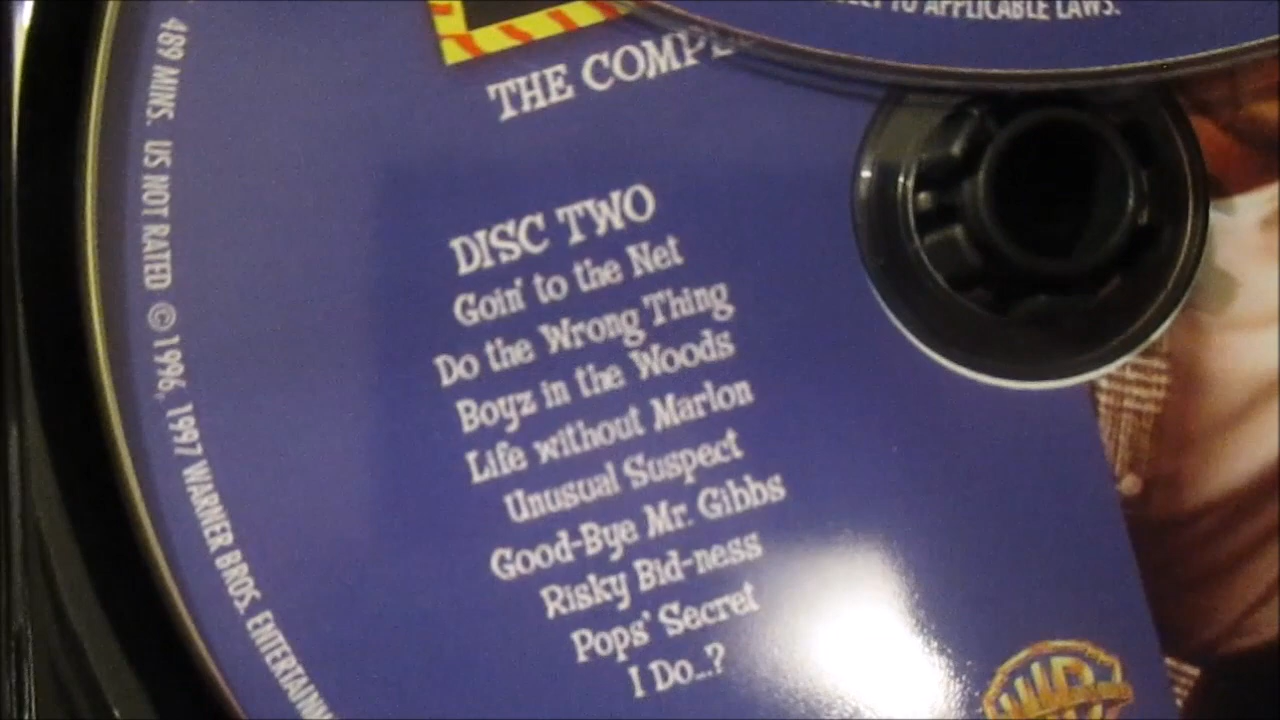 TO APPLICABLE LAWS.
THE
DISC TWO
Goin' to the Net
Do the Wrong Thing
Boyz in the Woods
Life without Marlon
Unusual Suspect
Good-Bye Mr. Gibbs
Risky Bid-ness
Pops' Secret
I Do...?
489 MINS. US NOT RATED ©1996, 1997 WARNER BROS.
WB